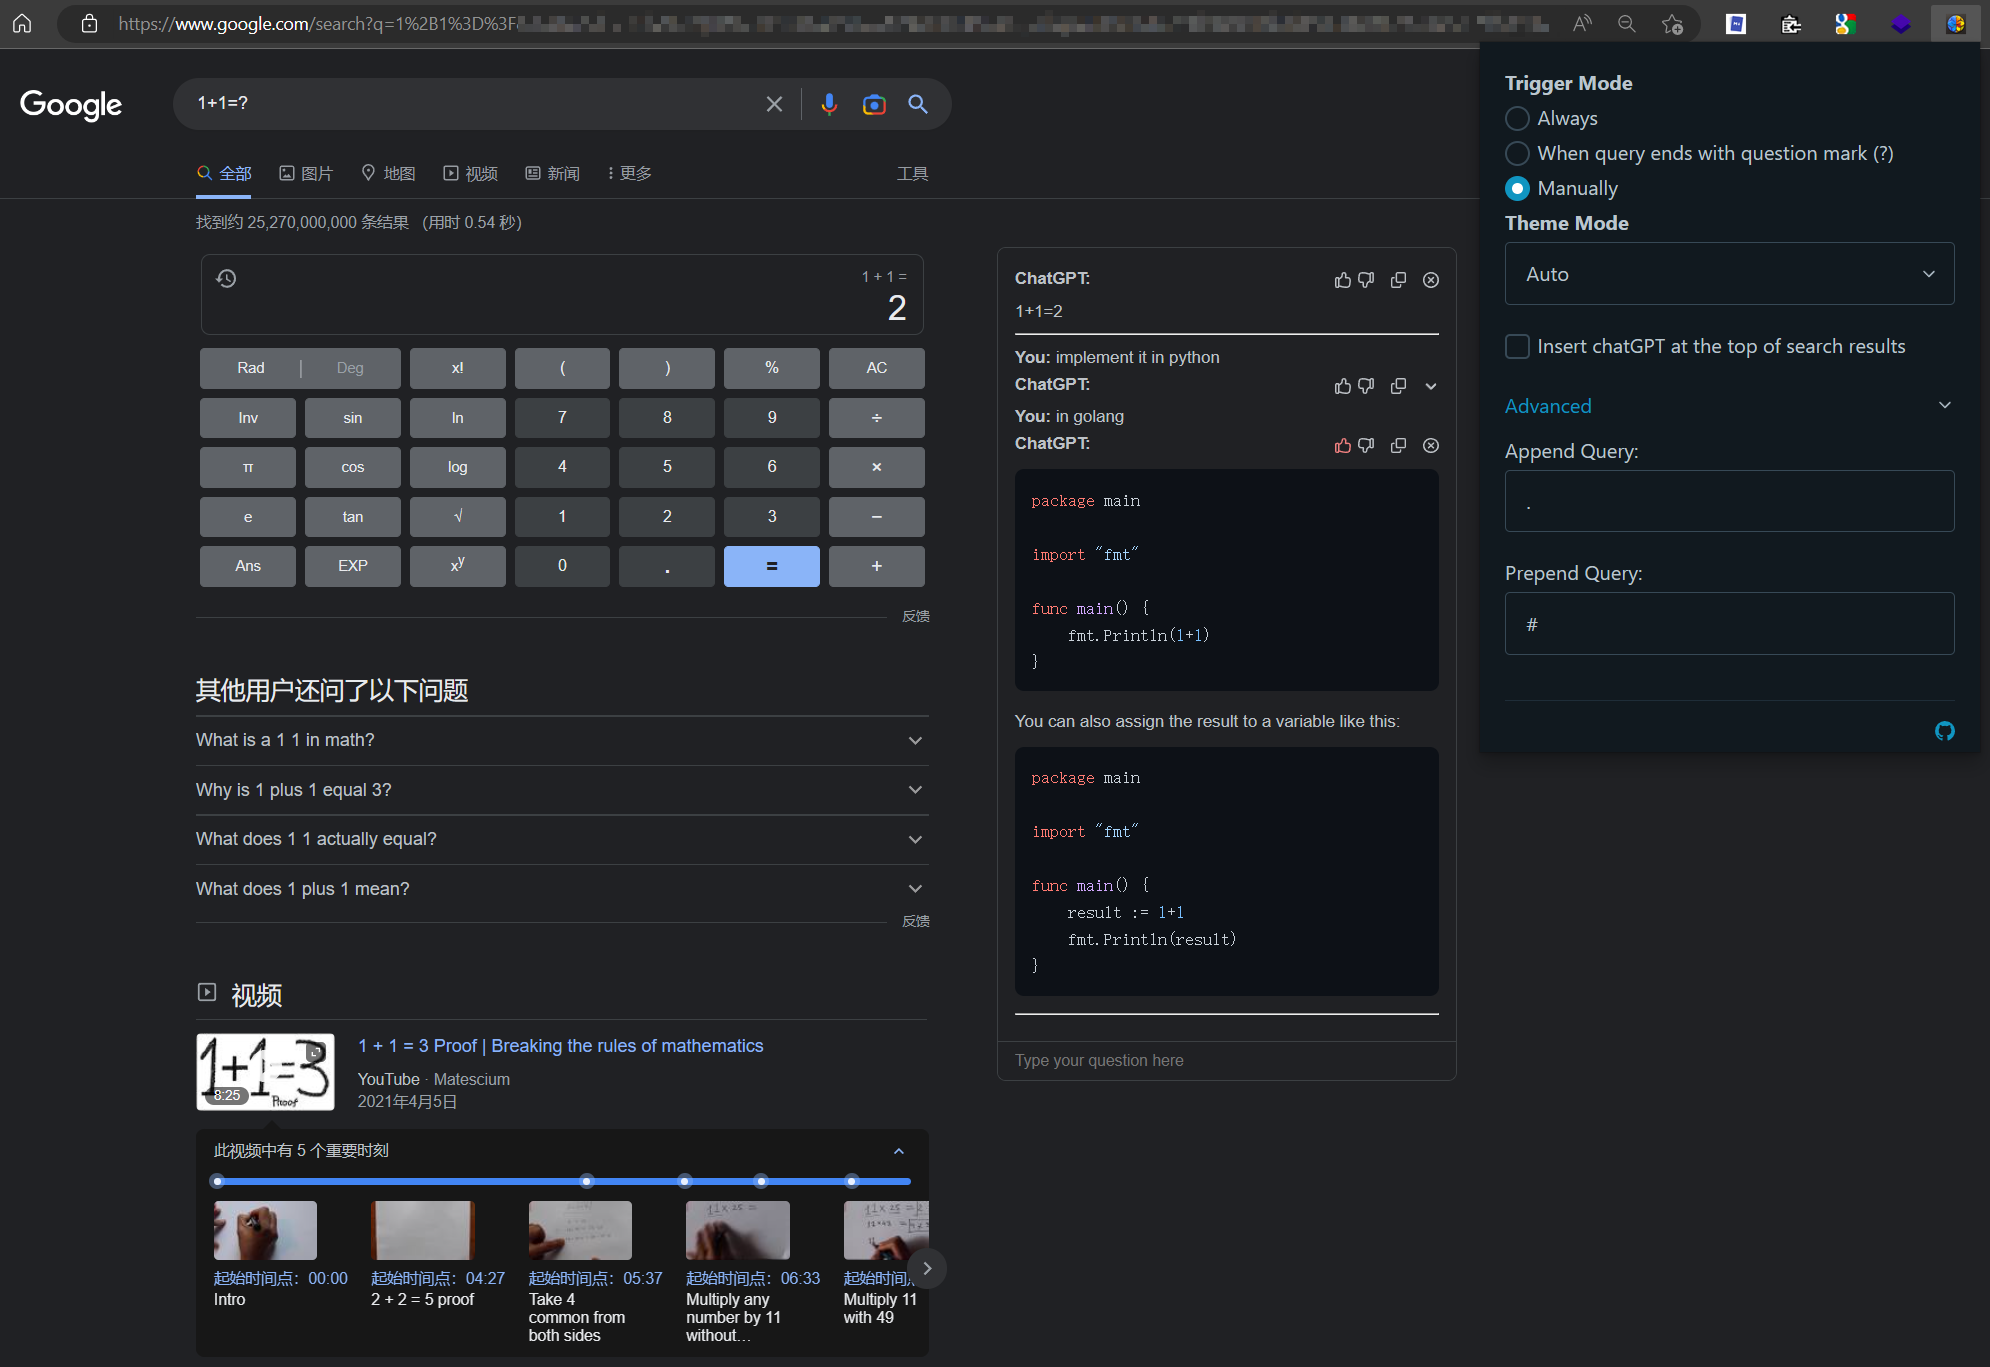 https://www.google.com/search?q=1%2B1%3D%3F
Google
1+1=?
全部
图片
地图
视频
新闻
更多
工具
找到约 25,270,000,000 条结果 （用时 0.54 秒）
1 + 1 =
2
Rad | Deg x! ( ) % AC
Inv sin ln 7 8 9 ÷
π cos log 4 5 6 ×
e tan √ 1 2 3 −
Ans EXP xy 0 . = +
反馈
其他用户还问了以下问题
What is a 1 1 in math?
Why is 1 plus 1 equal 3?
What does 1 1 actually equal?
What does 1 plus 1 mean?
反馈
视频
1+1=3
Proof
8:25
1 + 1 = 3 Proof | Breaking the rules of mathematics
YouTube · Matescium
2021年4月5日
此视频中有 5 个重要时刻
起始时间点：00:00
Intro
起始时间点：04:27
2 + 2 = 5 proof
起始时间点：05:37
Take 4
common from
both sides
11 x 25 =
起始时间点：06:33
Multiply any
number by 11
without…
起始时间点
Multiply 11
with 49
ChatGPT:
1+1=2
You: implement it in python
ChatGPT:
You: in golang
ChatGPT:
package main
import "fmt"
func main() {
fmt.Println(1+1)
}
You can also assign the result to a variable like this:
package main
import "fmt"
func main() {
result := 1+1
fmt.Println(result)
}
Type your question here
Trigger Mode
Always
When query ends with question mark (?)
Manually
Theme Mode
Auto
Insert chatGPT at the top of search results
Advanced
Append Query:
.
Prepend Query:
#